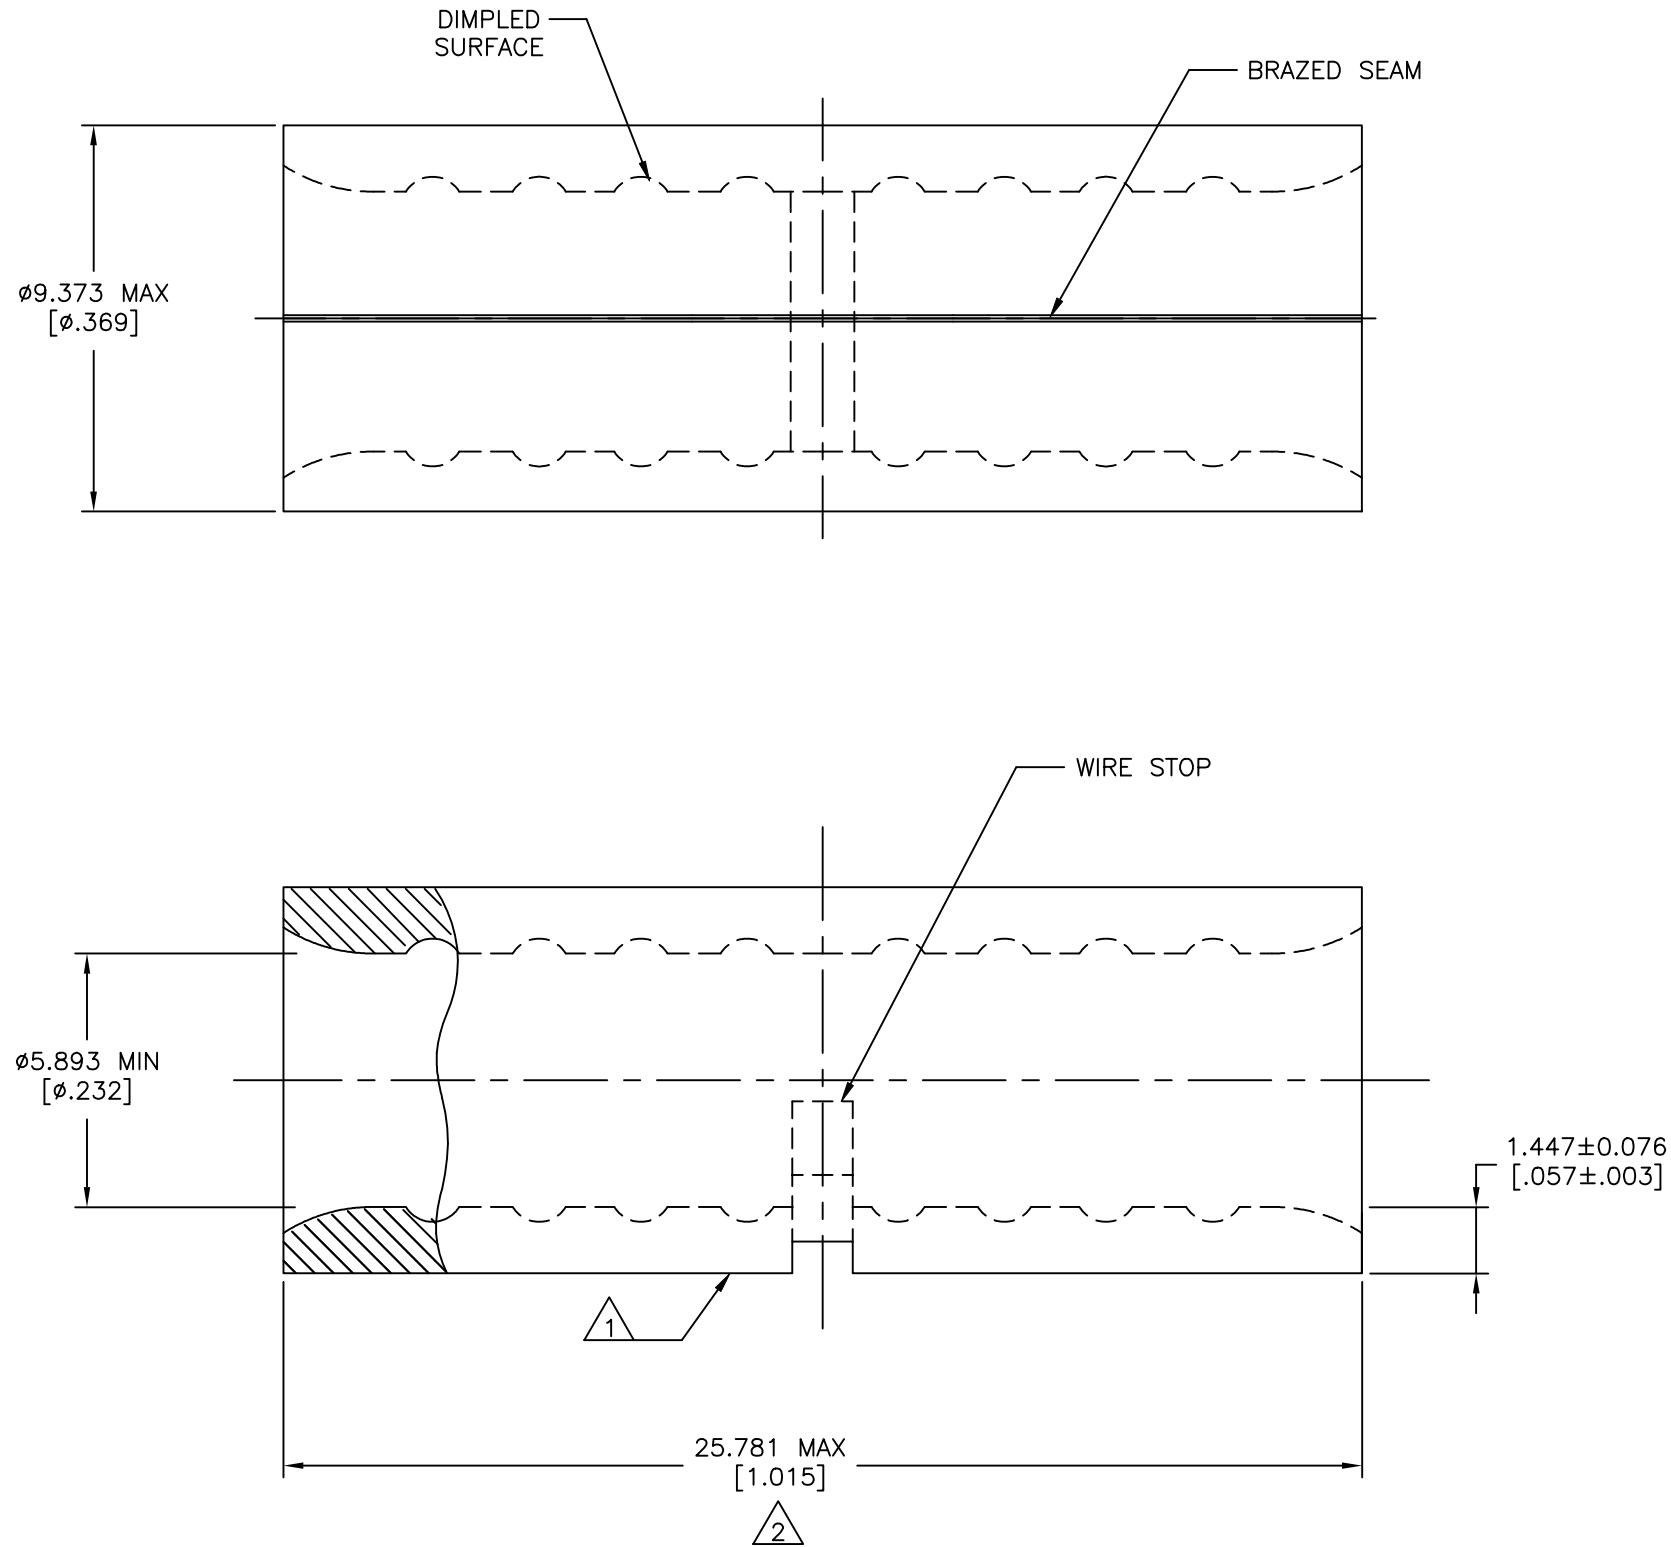 DIMPLED
SURFACE
BRAZED SEAM
ø9.373 MAX
[ø.369]
WIRE STOP
ø5.893 MIN
[ø.232]
1.447±0.076
[.057±.003]
1
25.781 MAX
[1.015]
2